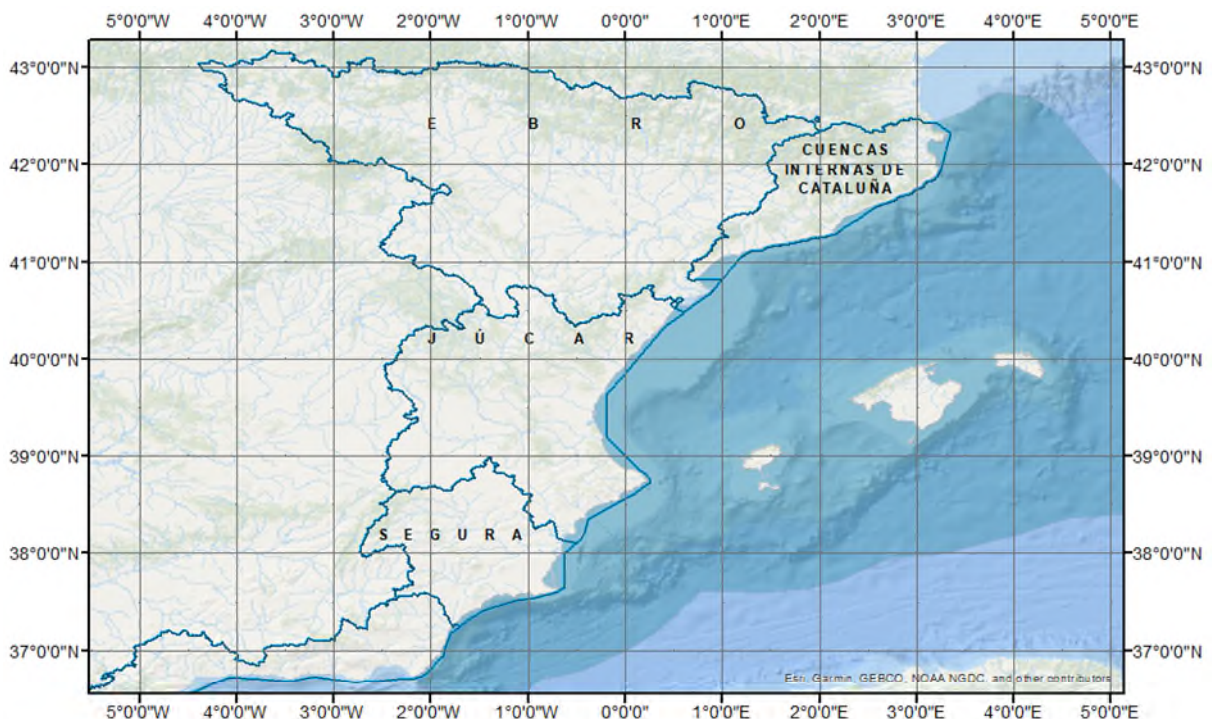 5°0'0"W 4°0'0"W 3°0'0"W 2°0'0"W 1°0'0"W 0°0'0" 1°0'0"E 2°0'0"E 3°0'0"E 4°0'0"E 5°0'0"E
43°0'0"N 43°0'0"N
E B R O
CUENCAS
INTERNAS DE
CATALUÑA
42°0'0"N 42°0'0"N
41°0'0"N 41°0'0"N
J Ú C A R
40°0'0"N 40°0'0"N
39°0'0"N 39°0'0"N
S E G U R A
38°0'0"N 38°0'0"N
37°0'0"N 37°0'0"N
Esri, Garmin, GEBCO, NOAA NGDC, and other contributors
5°0'0"W 4°0'0"W 3°0'0"W 2°0'0"W 1°0'0"W 0°0'0" 1°0'0"E 2°0'0"E 3°0'0"E 4°0'0"E 5°0'0"E